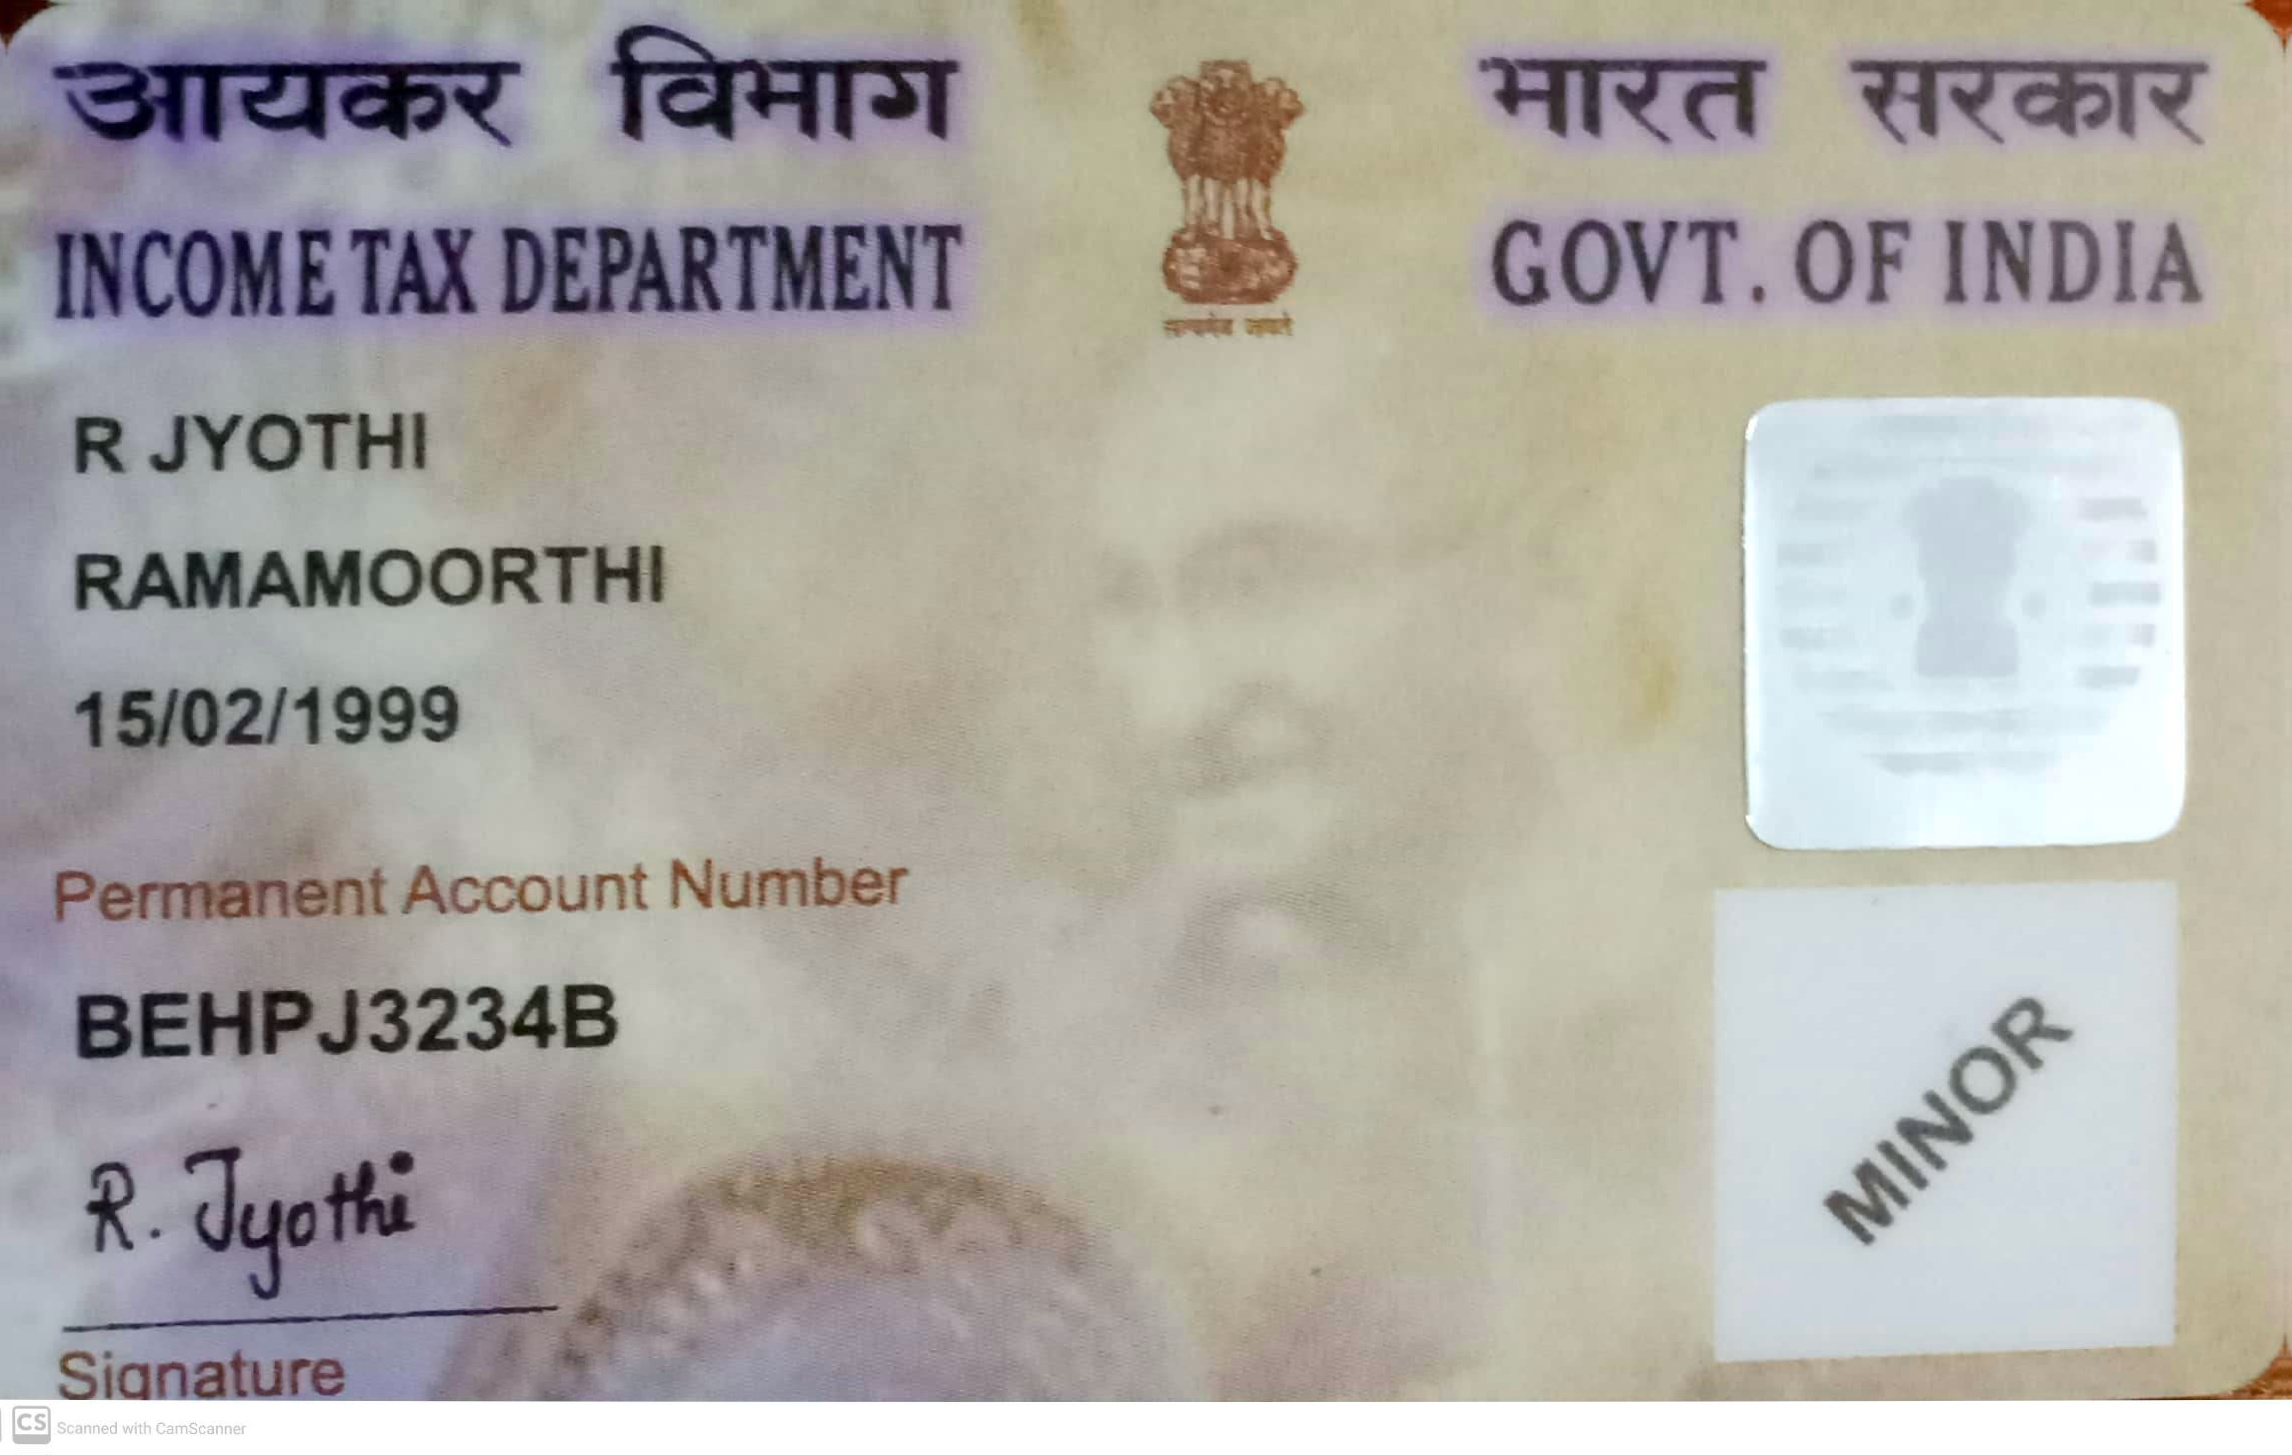 आयकर विभाग
भारत सरकार
INCOME TAX DEPARTMENT
GOVT. OF INDIA
सत्यमेव जयते
R JYOTHI
RAMAMOORTHI
15/02/1999
Permanent Account Number
BEHPJ3234B
R. Jyothi
Signature
MINOR
CS Scanned with CamScanner